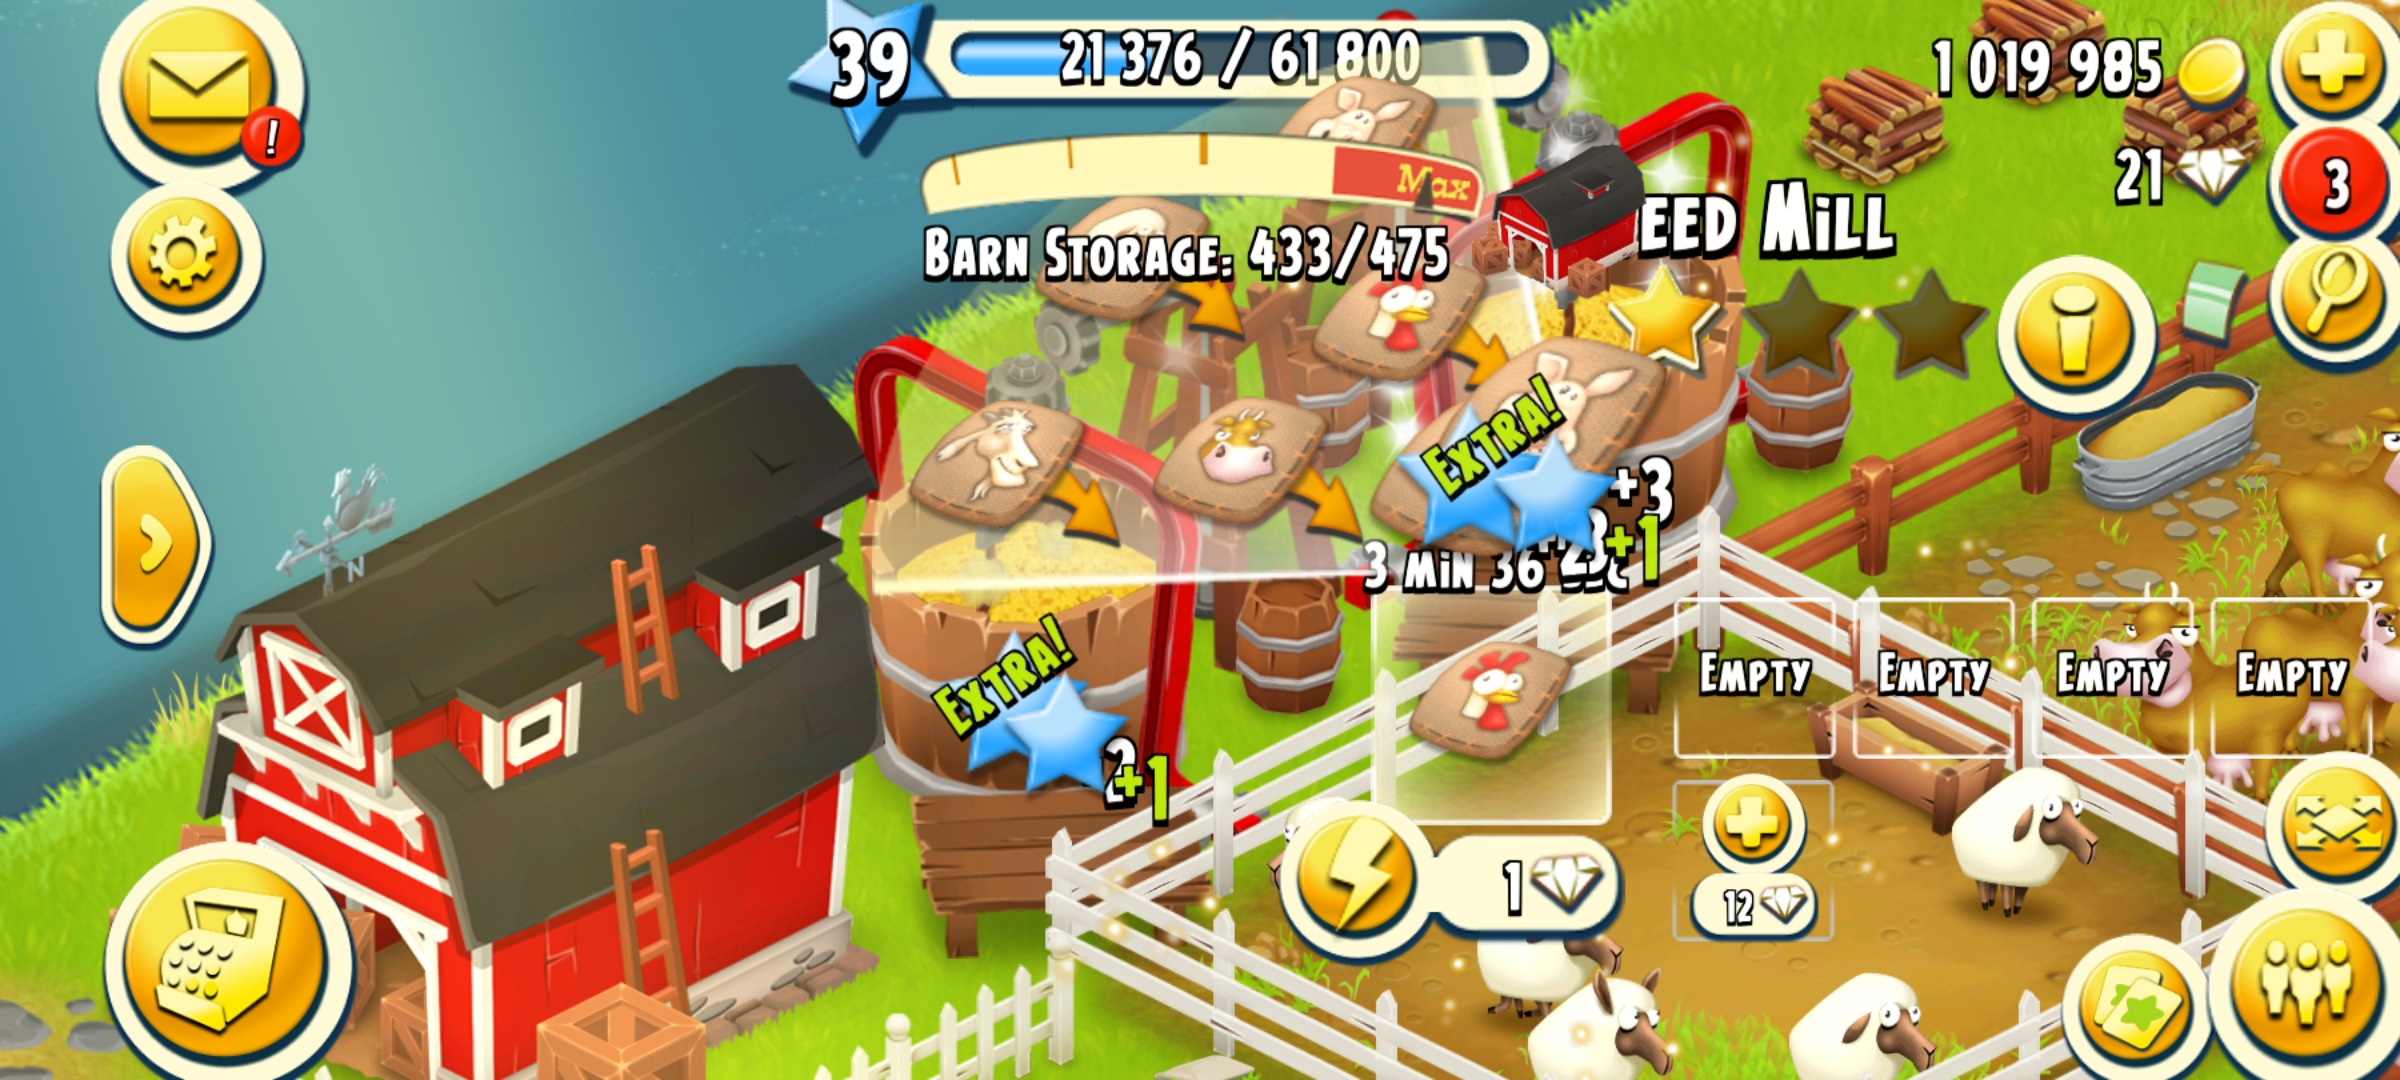 39
21 376 / 61 800
1 019 985
!
Max
21
3
EED MiLL
BARN STORAGE: 433/475
EXTRA!
+3
+1
3 MiN 36
N
EXTRA!
2
+1
EMPTY
EMPTY
EMPTY
EMPTY
1
12